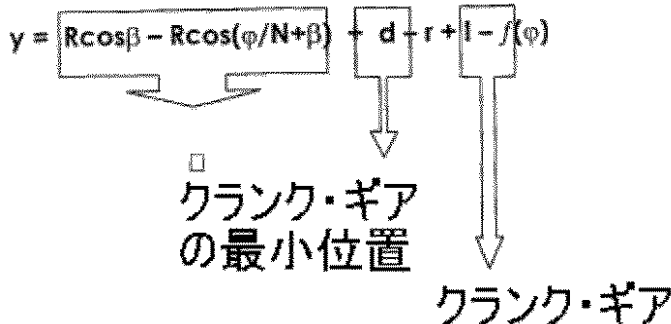 y = Rcosβ – Rcos(φ/N+β) + d - r + l – f(φ)
クランク・ギア
の最小位置
クランク・ギア